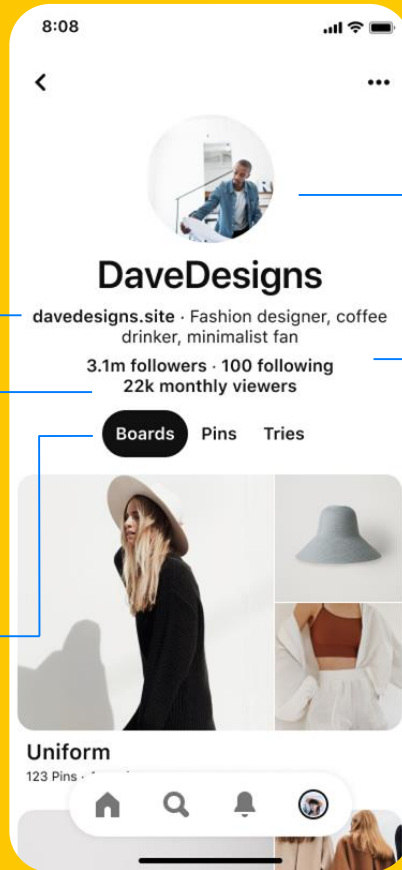 8:08
DaveDesigns
davedesigns.site · Fashion designer, coffee
drinker, minimalist fan
3.1m followers · 100 following
22k monthly viewers
Boards Pins Tries
Uniform
123 Pins ·